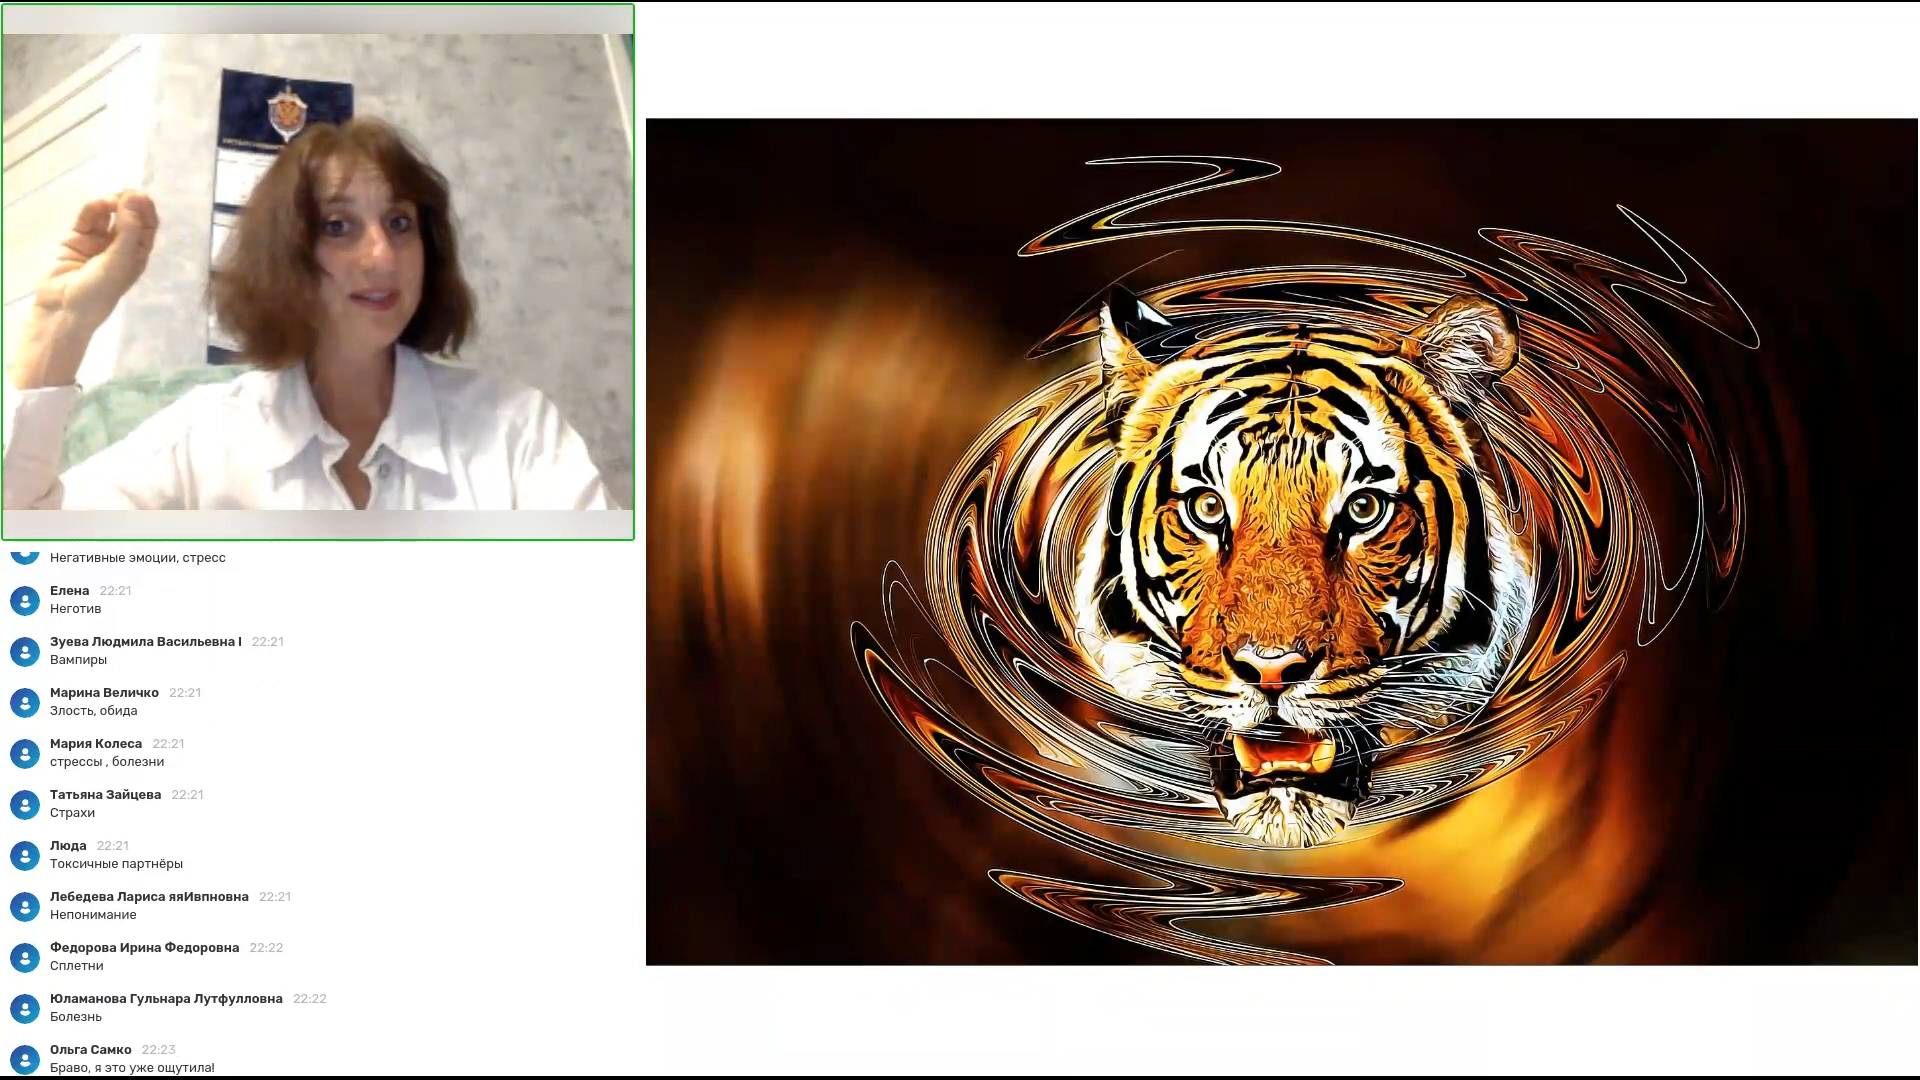 Негативные эмоции, стресс
Елена 22:21
Неготив
Зуева Людмила Васильевна I 22:21
Вампиры
Марина Величко 22:21
Злость, обида
Мария Колеса 22:21
стрессы , болезни
Татьяна Зайцева 22:21
Страхи
Люда 22:21
Токсичные партнёры
Лебедева Лариса яяИвпновна 22:21
Непонимание
Федорова Ирина Федоровна 22:22
Сплетни
Юламанова Гульнара Лутфулловна 22:22
Болезнь
Ольга Самко 22:23
Браво, я это уже ощутила!